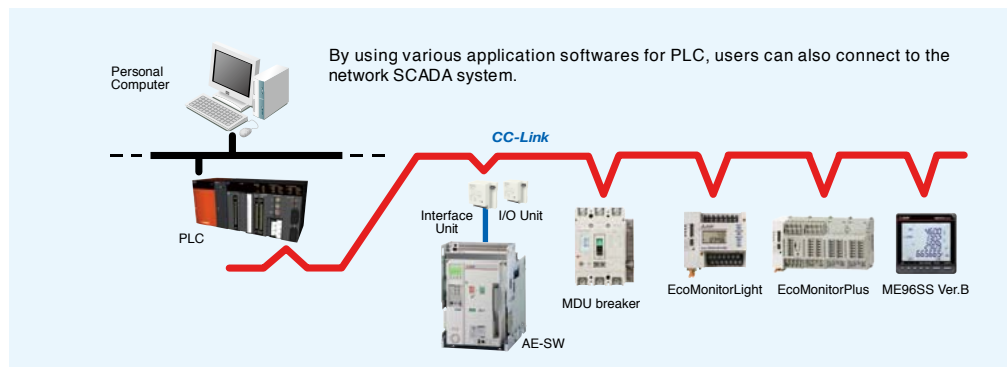 By using various application softwares for PLC, users can also connect to the
network SCADA system.
Personal
Computer
CC-Link
PLC
Interface
Unit
I/O Unit
AE-SW
MDU breaker
EcoMonitorLight
EcoMonitorPlus
ME96SS Ver.B